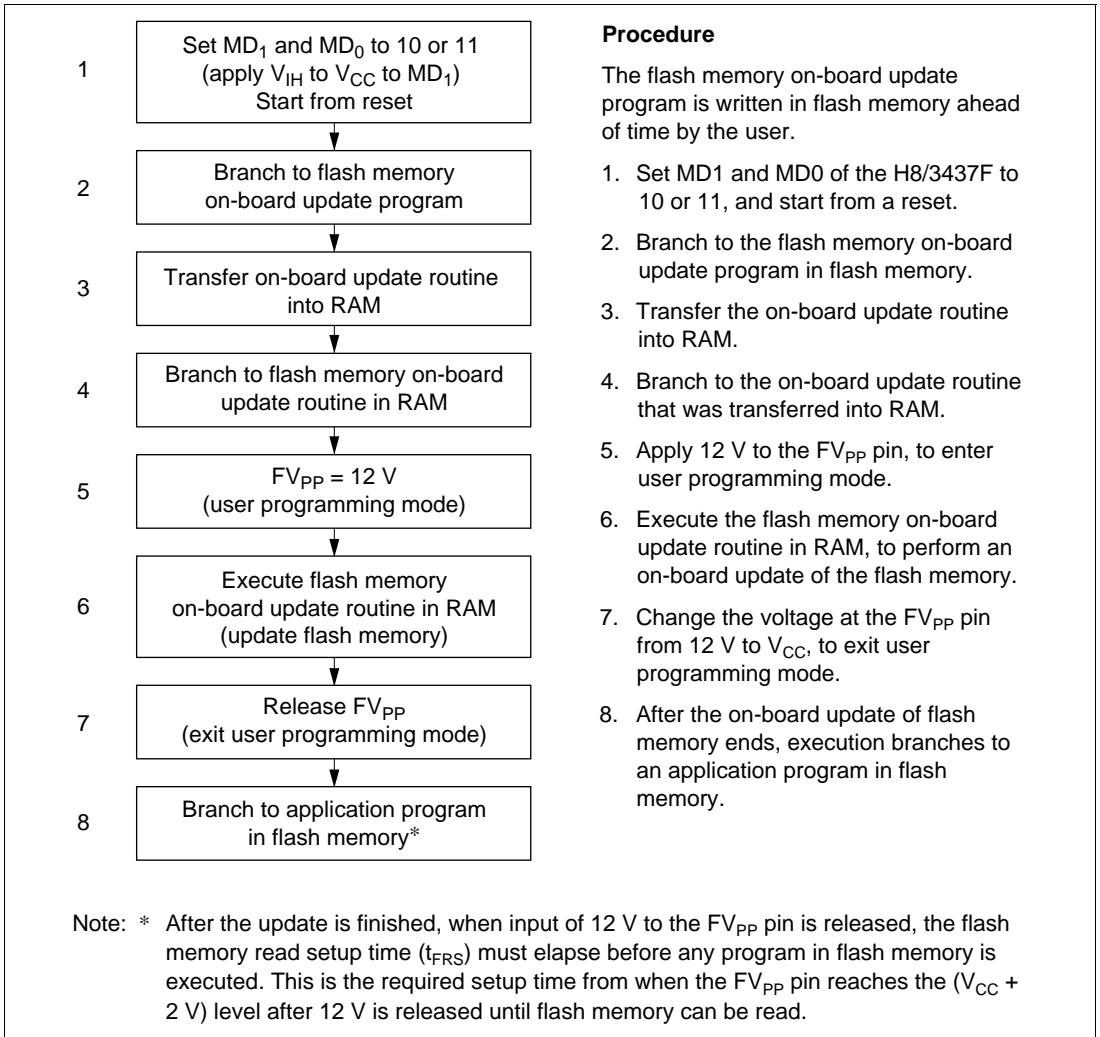 1
Set MD₁ and MD₀ to 10 or 11
(apply V_IH to V_CC to MD₁)
Start from reset
2
Branch to flash memory
on-board update program
3
Transfer on-board update routine
into RAM
4
Branch to flash memory on-board
update routine in RAM
5
FV_PP = 12 V
(user programming mode)
6
Execute flash memory
on-board update routine in RAM
(update flash memory)
7
Release FV_PP
(exit user programming mode)
8
Branch to application program
in flash memory*
Procedure
The flash memory on-board update
program is written in flash memory ahead
of time by the user.
1. Set MD1 and MD0 of the H8/3437F to
10 or 11, and start from a reset.
2. Branch to the flash memory on-board
update program in flash memory.
3. Transfer the on-board update routine
into RAM.
4. Branch to the on-board update routine
that was transferred into RAM.
5. Apply 12 V to the FV_PP pin, to enter
user programming mode.
6. Execute the flash memory on-board
update routine in RAM, to perform an
on-board update of the flash memory.
7. Change the voltage at the FV_PP pin
from 12 V to V_CC, to exit user
programming mode.
8. After the on-board update of flash
memory ends, execution branches to
an application program in flash
memory.
Note: * After the update is finished, when input of 12 V to the FV_PP pin is released, the flash
memory read setup time (t_FRS) must elapse before any program in flash memory is
executed. This is the required setup time from when the FV_PP pin reaches the (V_CC +
2 V) level after 12 V is released until flash memory can be read.